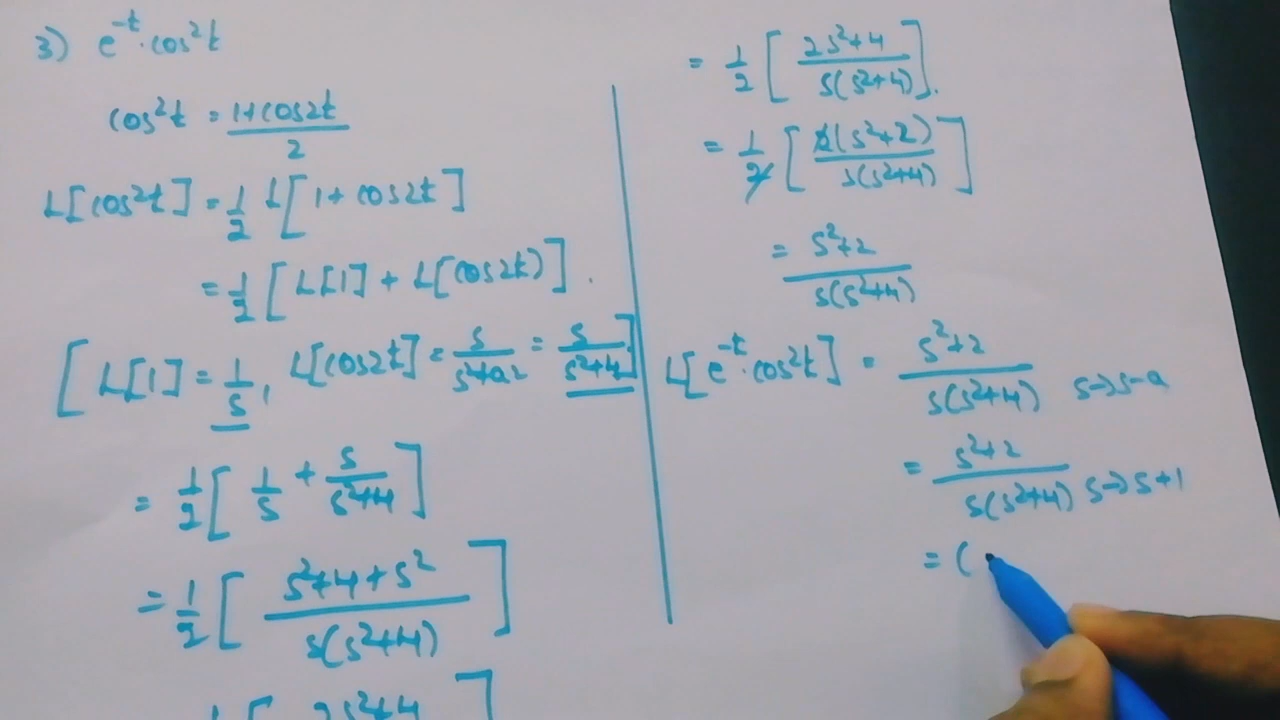 3) e^-t . cos²t
cos²t = (1+cos2t)/2
L[cos²t] = 1/2 L[1+cos2t]
= 1/2 [L[1] + L[cos2t)].
[L[1] = 1/s, L[cos2t] = s/(s²+a²) = s/(s²+4)]
= 1/2 [1/s + s/(s²+4)]
= 1/2 [(s²+4+s²)/(s(s²+4))]
2s²+4
= 1/2 [(2s²+4)/(s(s²+4))].
= 1/2 [2(s²+2)/(s(s²+4))]
= (s²+2)/(s(s²+4))
L[e^-t . cos²t] = (s²+2)/(s(s²+4)) s→s-a
= (s²+2)/(s(s²+4)) s→s+1
= (